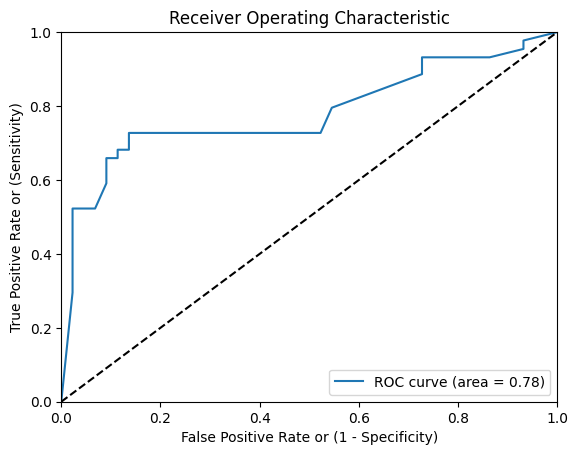 Receiver Operating Characteristic
1.0
0.8
0.6
0.4
0.2
0.0
True Positive Rate or (Sensitivity)
ROC curve (area = 0.78)
0.0 0.2 0.4 0.6 0.8 1.0
False Positive Rate or (1 - Specificity)